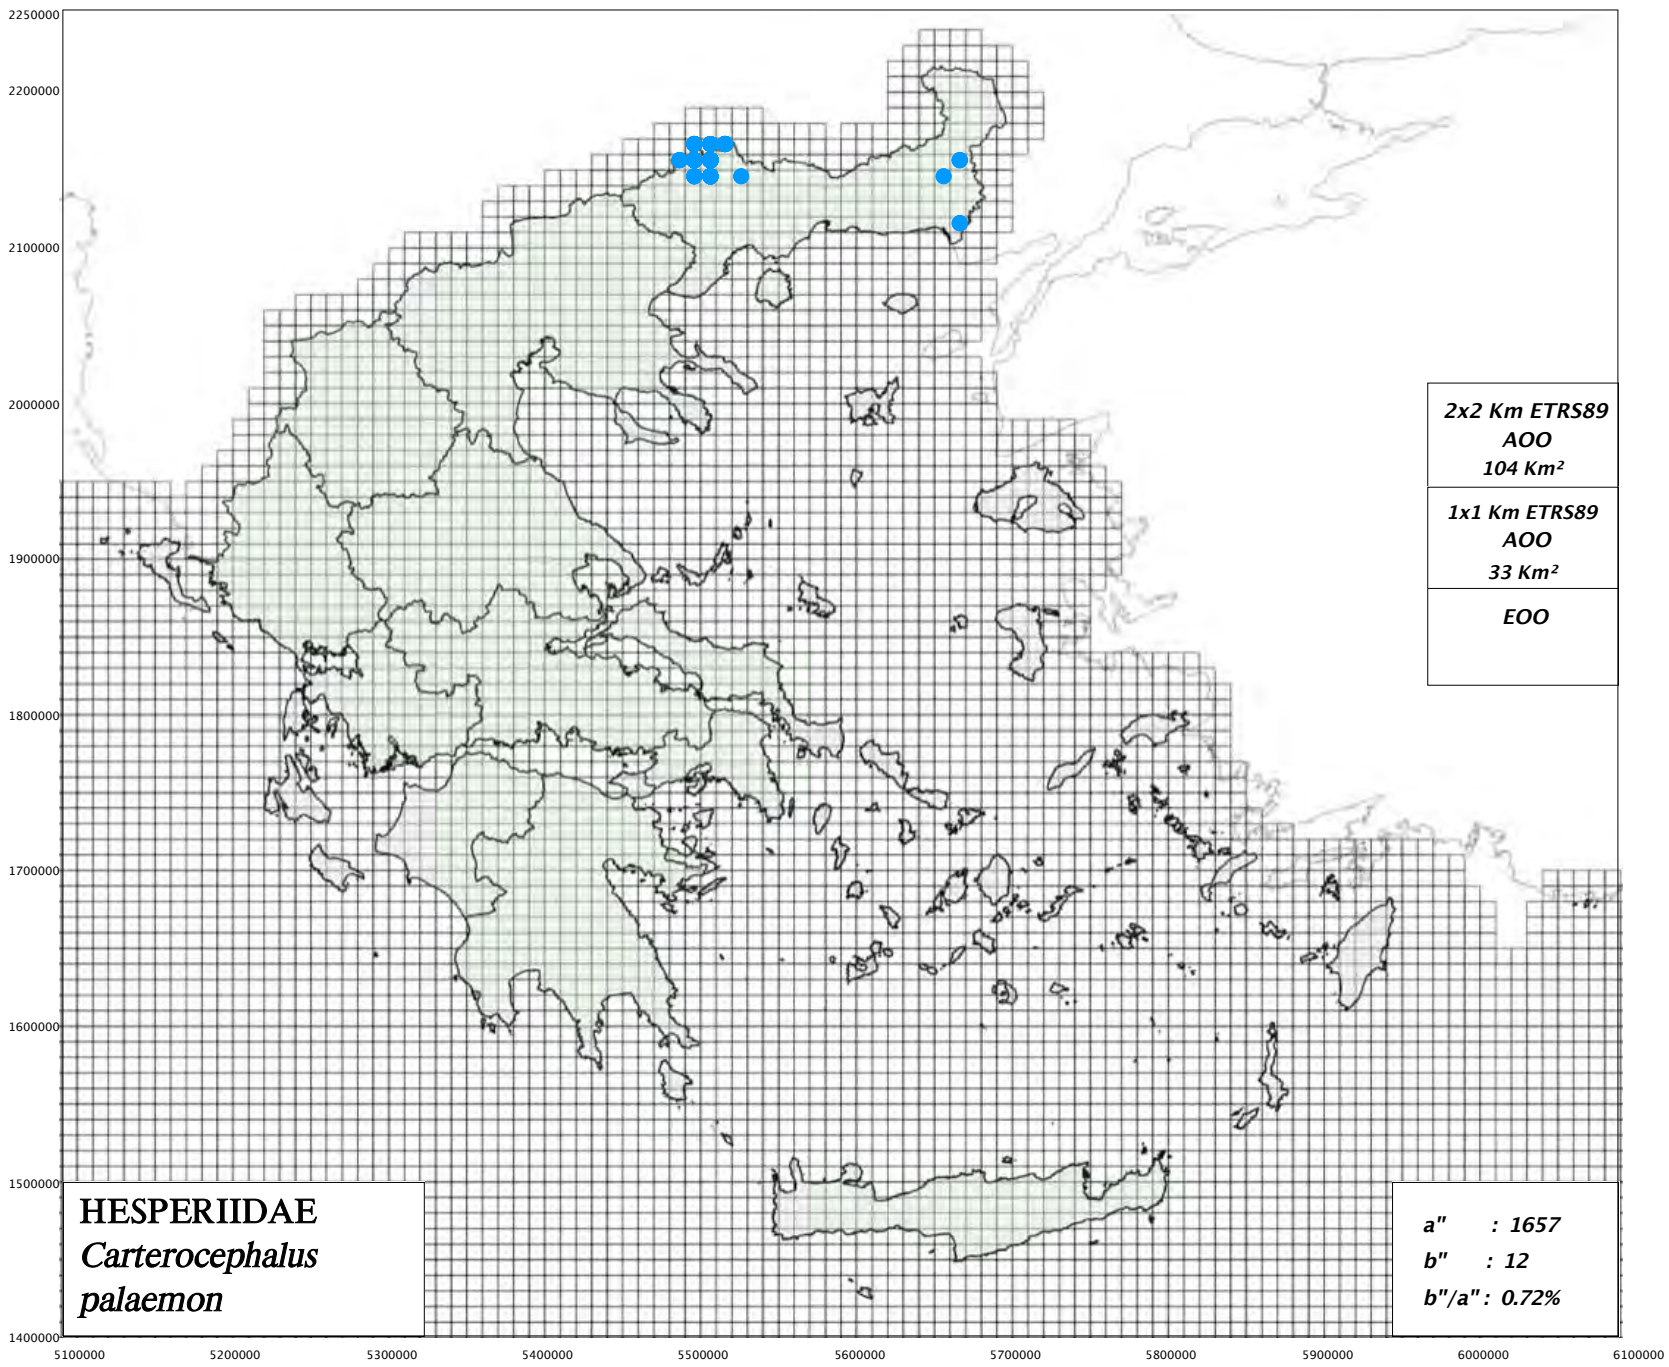 2250000
2200000
2100000
2000000
1900000
1800000
1700000
1600000
1500000
1400000
2x2 Km ETRS89
AOO
104 Km²
1x1 Km ETRS89
AOO
33 Km²
EOO
HESPERIIDAE
Carterocephalus
palaemon
a" : 1657
b" : 12
b"/a" : 0.72%
5100000 5200000 5300000 5400000 5500000 5600000 5700000 5800000 5900000 6000000 6100000